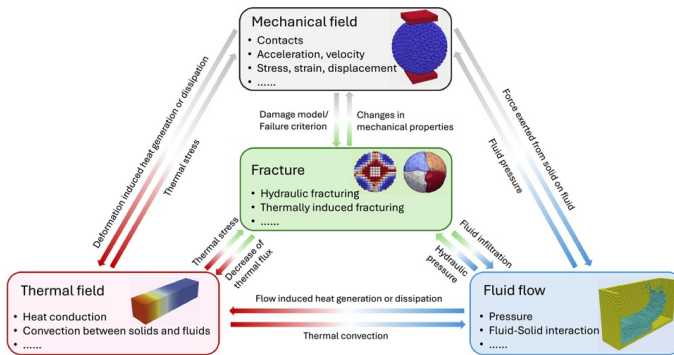 Mechanical field
• Contacts
• Acceleration, velocity
• Stress, strain, displacement
• ......
Deformation induced heat generation or dissipation
Thermal stress
Damage model/
Failure criterion
Changes in
mechanical properties
Force exerted from solid on fluid
Fluid pressure
Fracture
• Hydraulic fracturing
• Thermally induced fracturing
• ......
Thermal stress
Decrease of
thermal flux
Fluid infiltration
Hydraulic
pressure
Thermal field
• Heat conduction
• Convection between solids and fluids
• ......
Flow induced heat generation or dissipation
Thermal convection
Fluid flow
• Pressure
• Fluid-Solid interaction
• ......